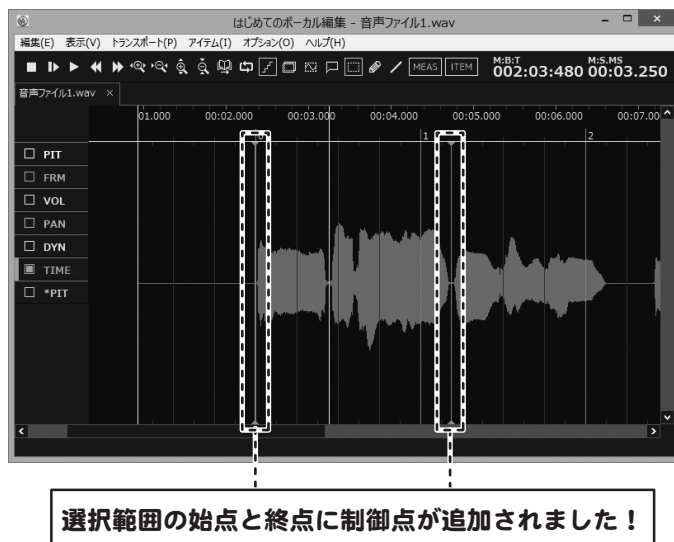 はじめてのボーカル編集 - 音声ファイル1.wav
編集(E) 表示(V) トランスポート(P) アイテム(I) オプション(O) ヘルプ(H)
MEAS ITEM M:B:T 002:03:480 M:S.MS 00:03.250
音声ファイル1.wav ×
01.000 00:02.000 00:03.000 00:04.000 00:05.000 00:06.000 00:07.00
0 1 2
PIT
FRM
VOL
PAN
DYN
TIME
*PIT
選択範囲の始点と終点に制御点が追加されました！